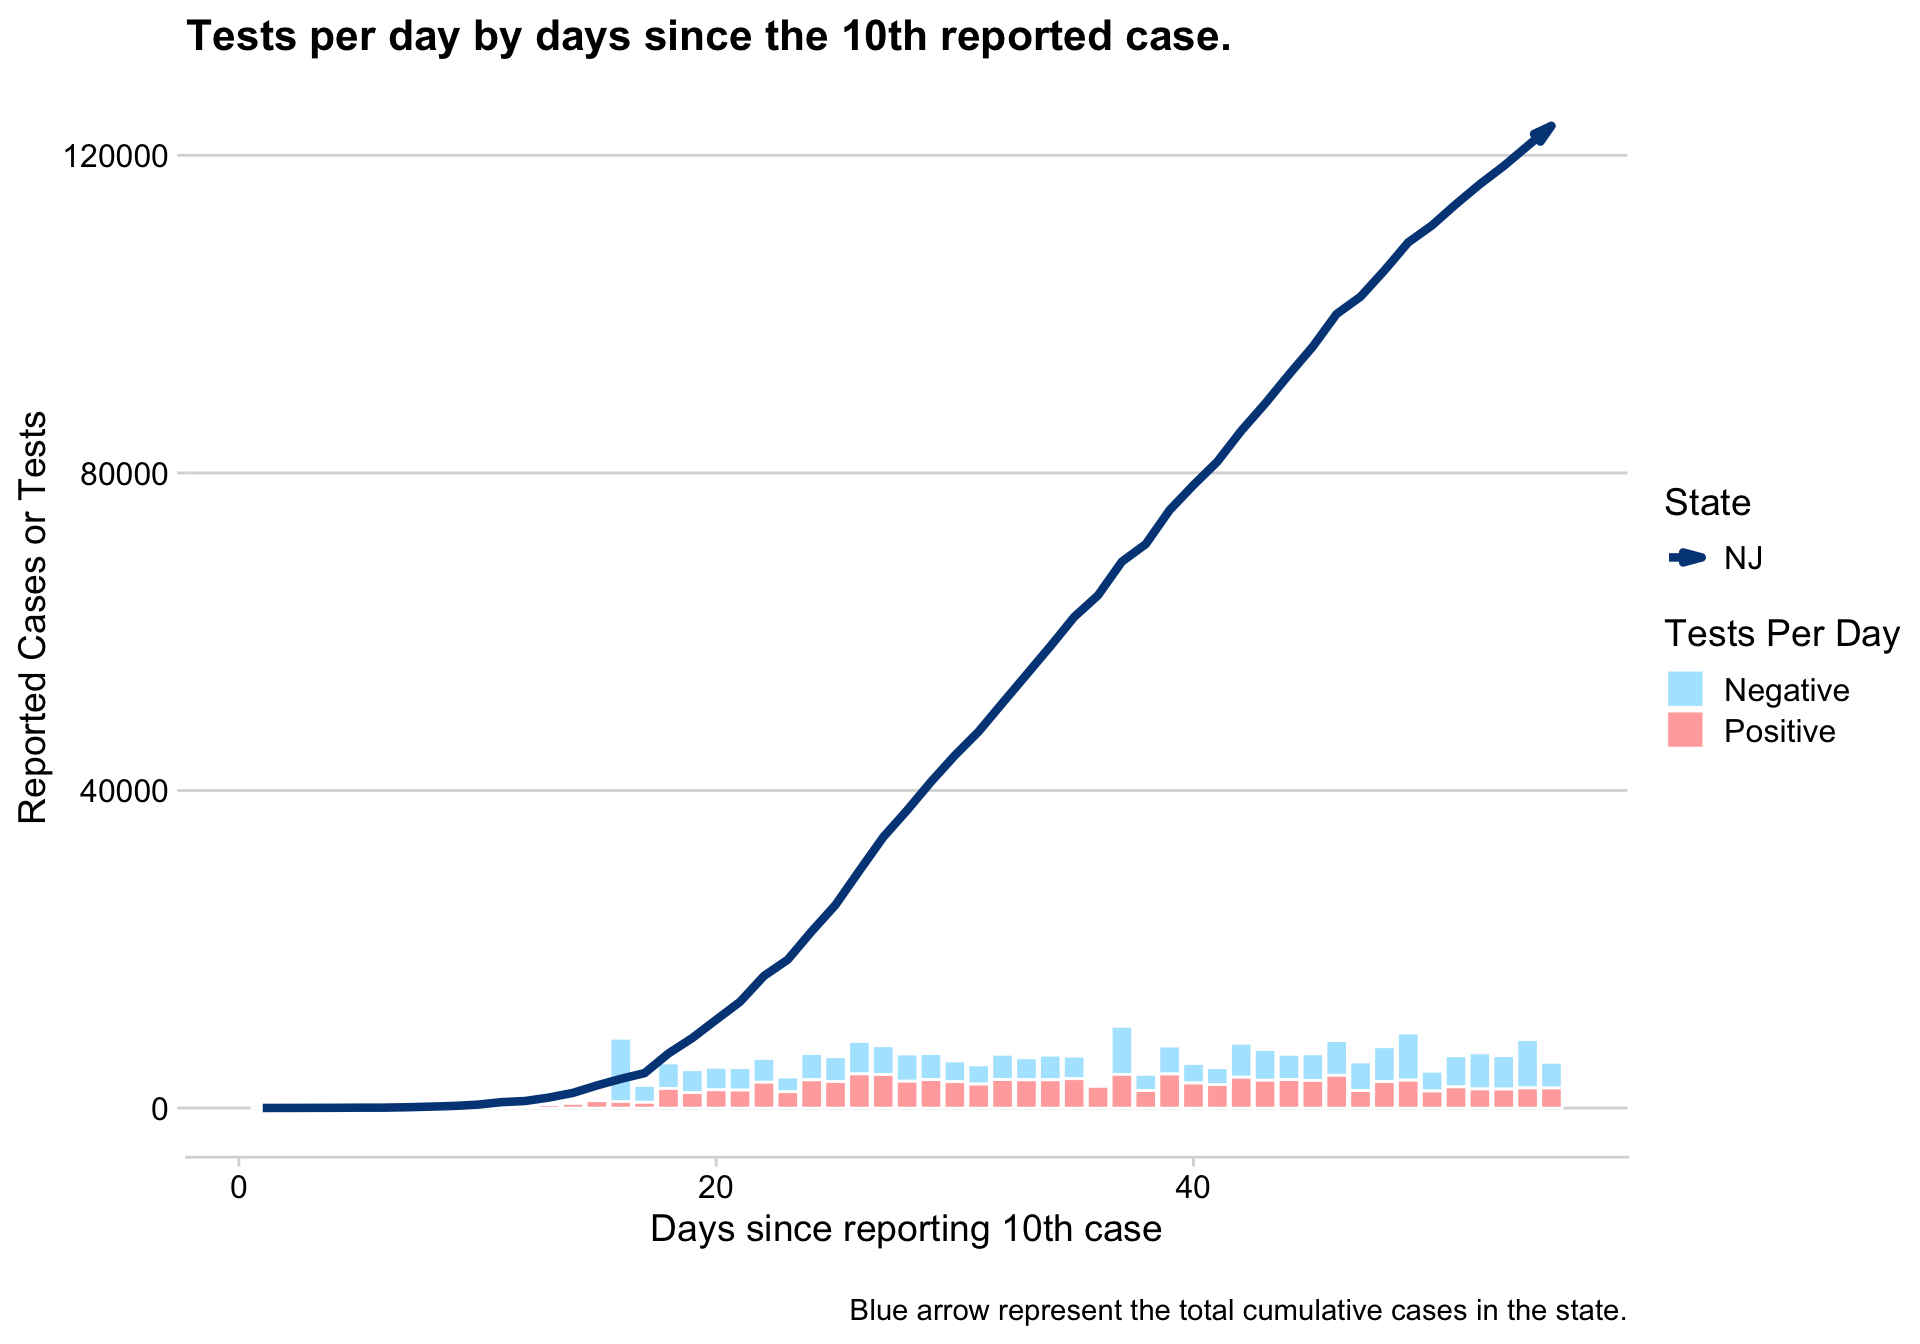 Tests per day by days since the 10th reported case.
120000
80000
40000
0
Reported Cases or Tests
0
20
40
Days since reporting 10th case
State
NJ
Tests Per Day
Negative
Positive
Blue arrow represent the total cumulative cases in the state.